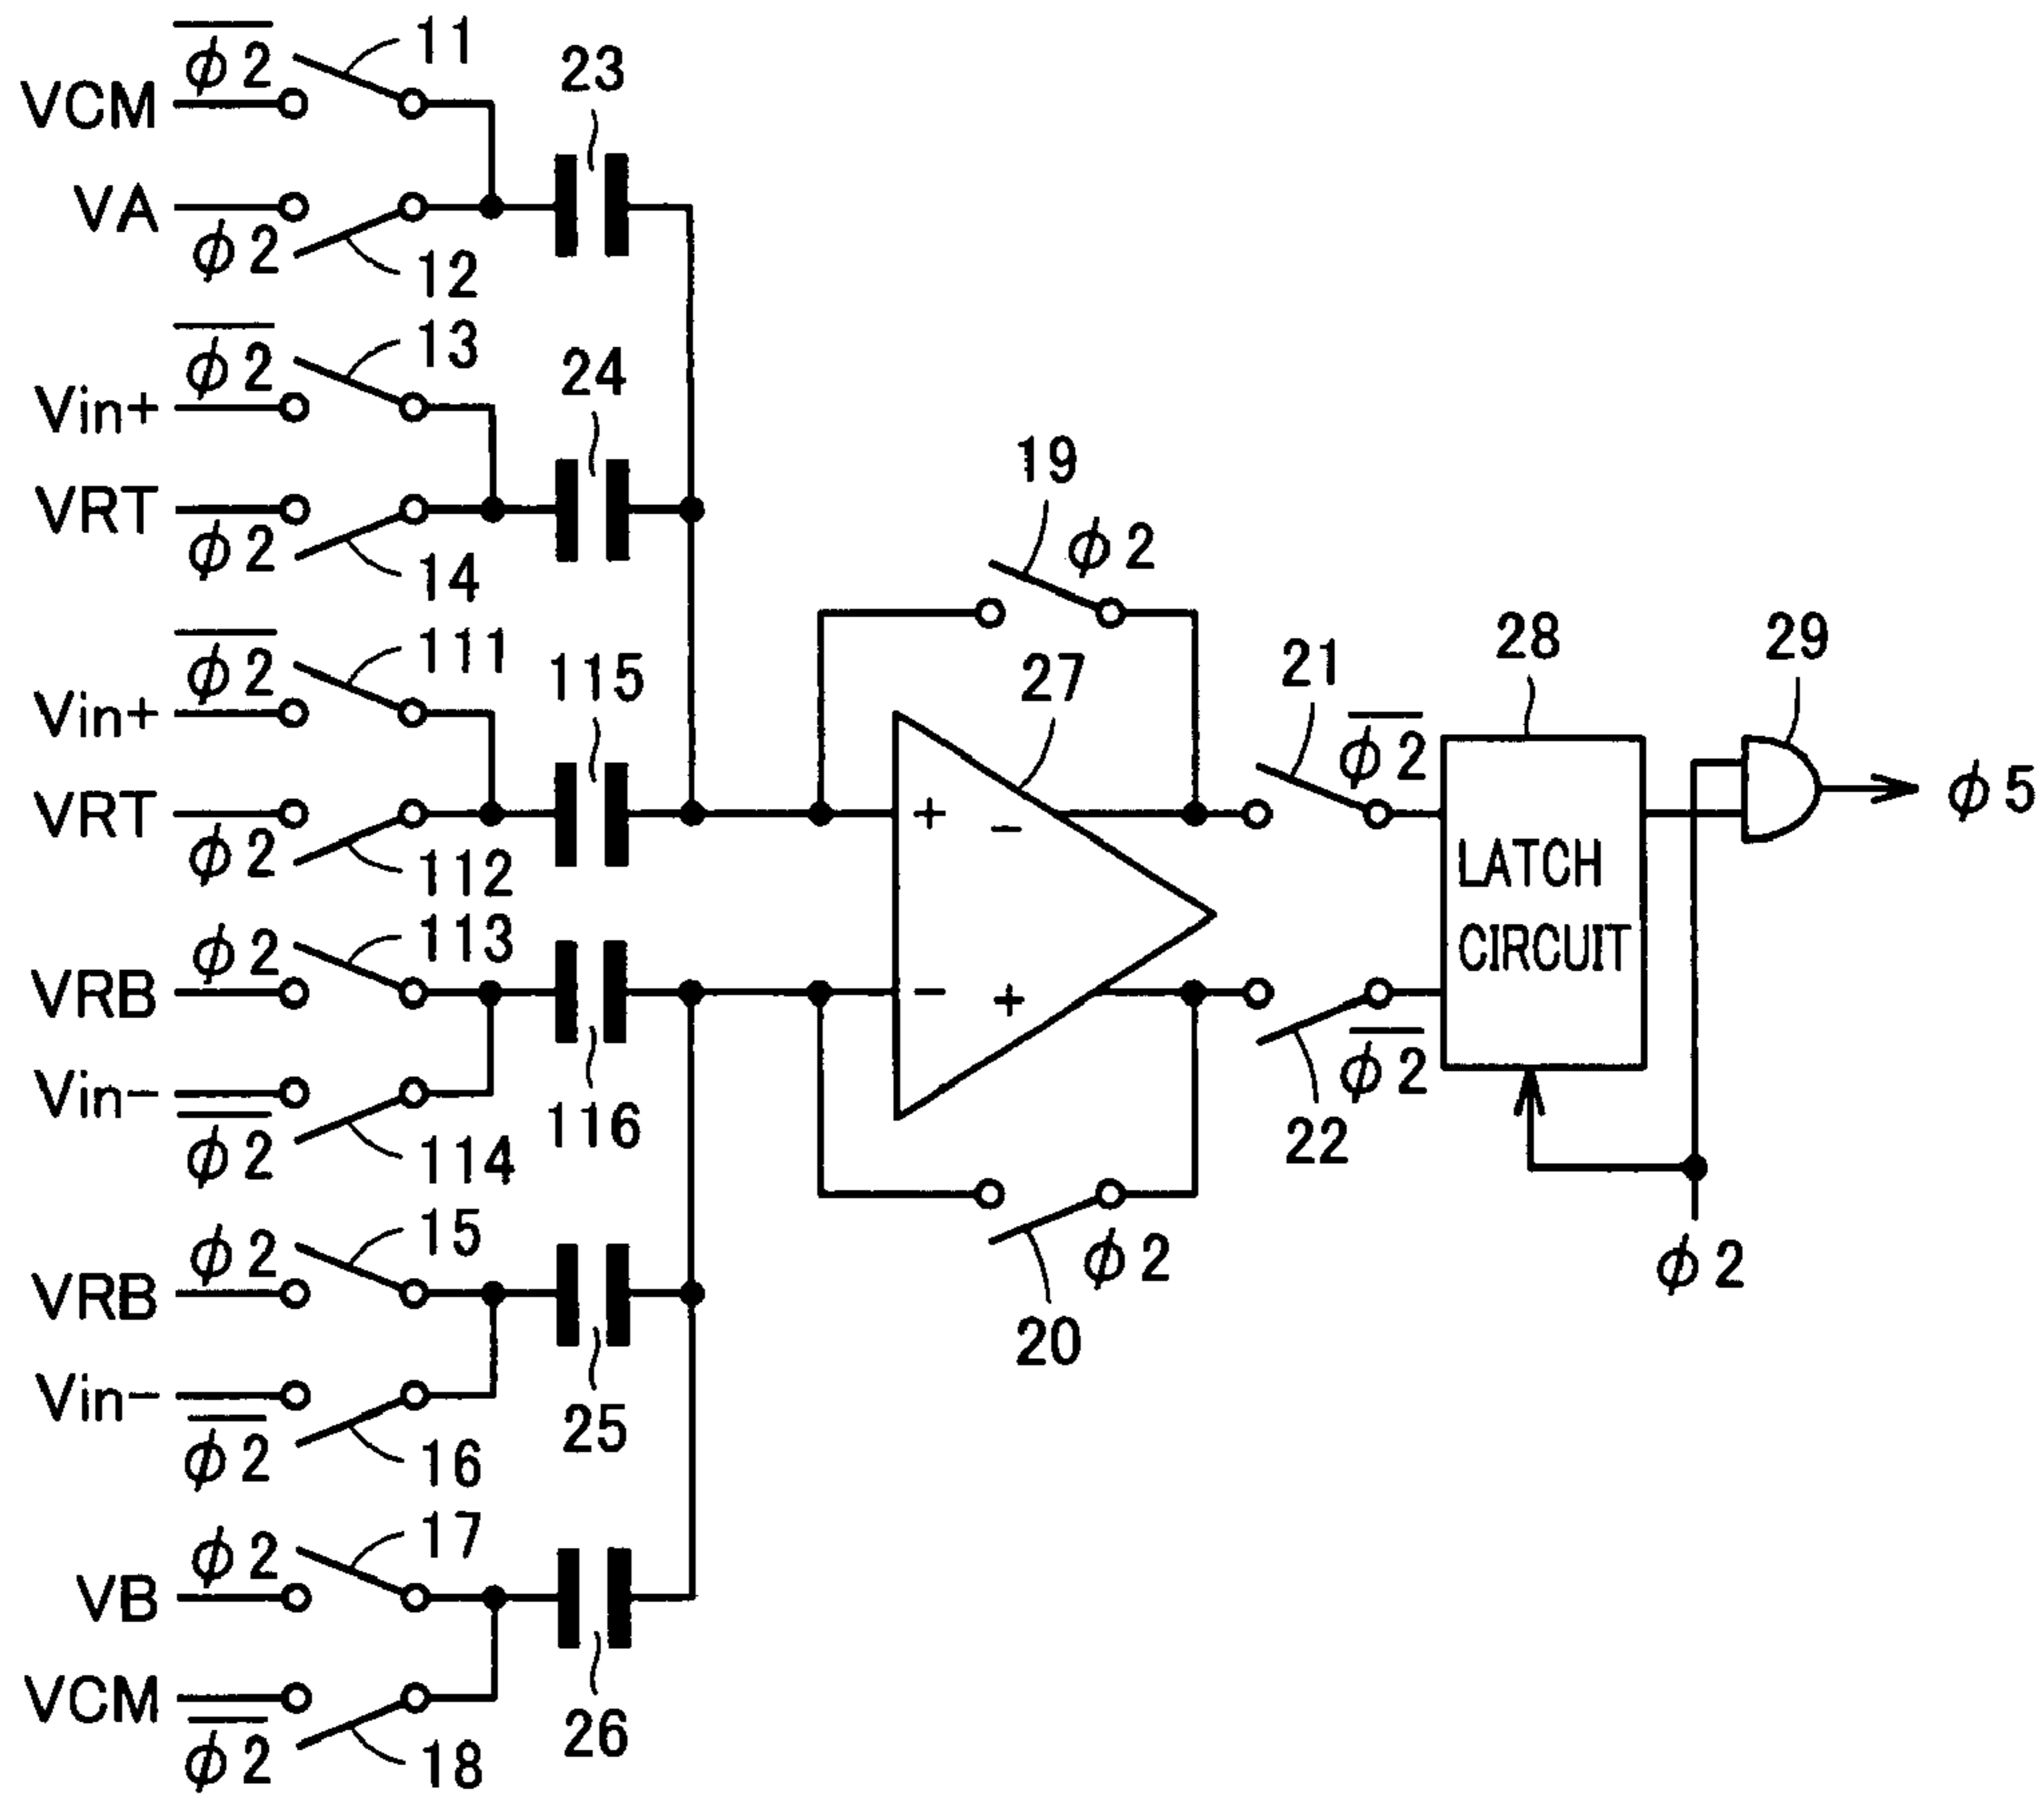 φ2̅ 11
VCM
23
VA
φ2 12
φ2̅ 13
24
Vin+
VRT
φ2 14
19 φ2
φ2̅ 111
115
27
21
φ2̅
28
29
Vin+
VRT
φ2 112
+ −
LATCH
CIRCUIT
φ5
φ2 113
VRB
− +
Vin−
φ2̅ 114
116
22
φ2̅
φ2 15
VRB
20 φ2
φ2
Vin−
φ2̅ 16
25
φ2 17
VB
VCM
φ2̅ 18
26